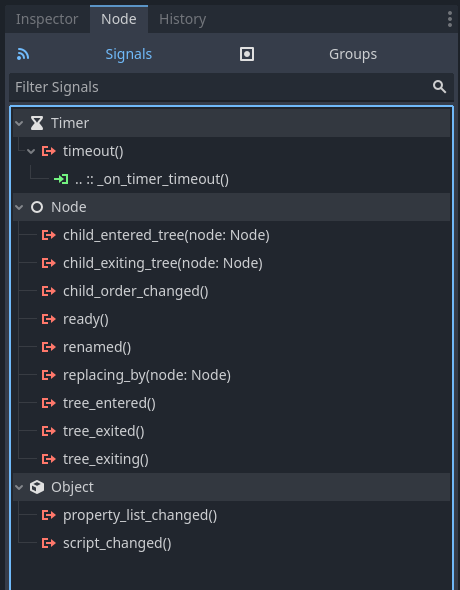 Inspector Node History
Signals Groups
Filter Signals
Timer
timeout()
.. :: _on_timer_timeout()
Node
child_entered_tree(node: Node)
child_exiting_tree(node: Node)
child_order_changed()
ready()
renamed()
replacing_by(node: Node)
tree_entered()
tree_exited()
tree_exiting()
Object
property_list_changed()
script_changed()